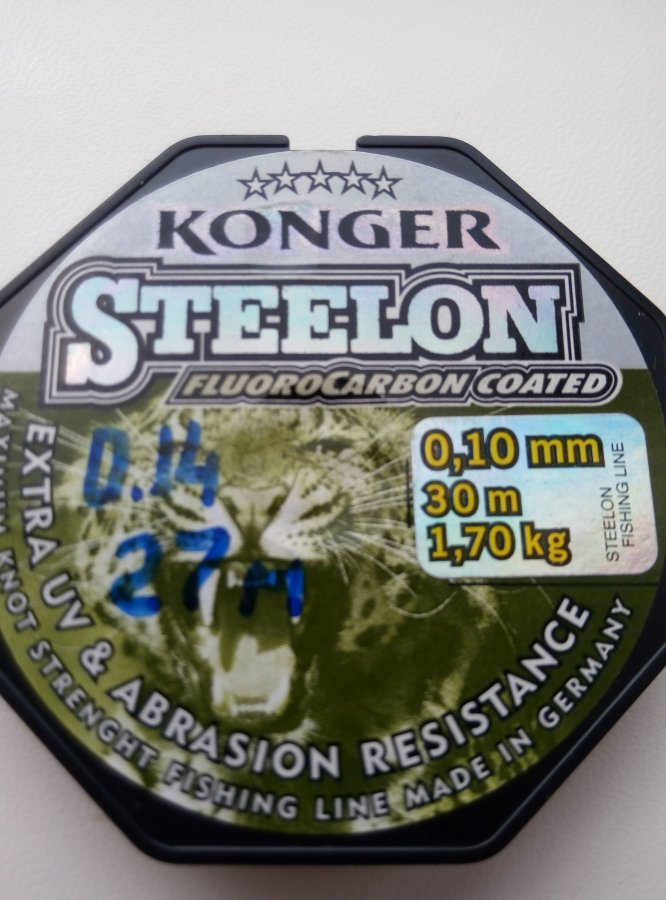 KONGER
STEELON
FLUOROCARBON COATED
0,10 mm
30 m
1,70 kg
STEELON
FISHING LINE
0.14
27 M
EXTRA UV & ABRASION RESISTANCE
MAXIMUM KNOT STRENGHT FISHING LINE MADE IN GERMANY